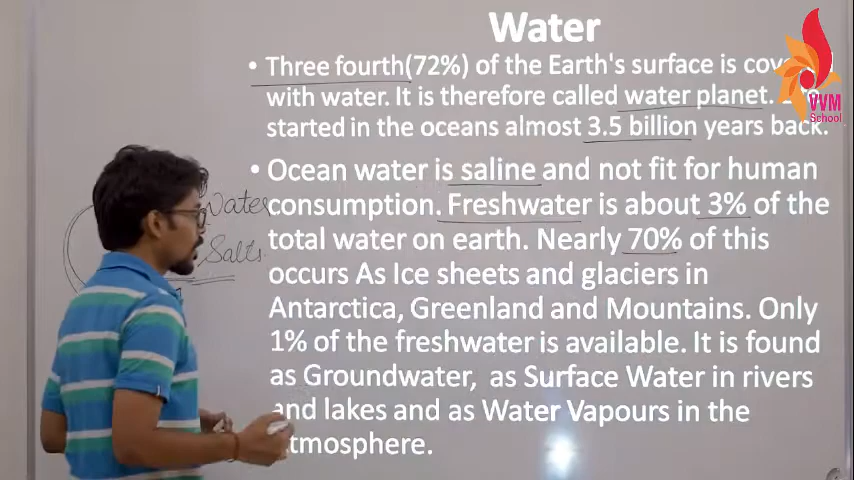 Water
• Three fourth(72%) of the Earth's surface is
with water. It is therefore called water planet.
started in the oceans almost 3.5 billion years back.
• Ocean water is saline and not fit for human
consumption. Freshwater is about 3% of the
total water on earth. Nearly 70% of this
occurs As Ice sheets and glaciers in
Antarctica, Greenland and Mountains. Only
1% of the freshwater is available. It is found
as Groundwater, as Surface Water in rivers
and lakes and as Water Vapours in the
tmosphere.
Water
Salts
VVM
School